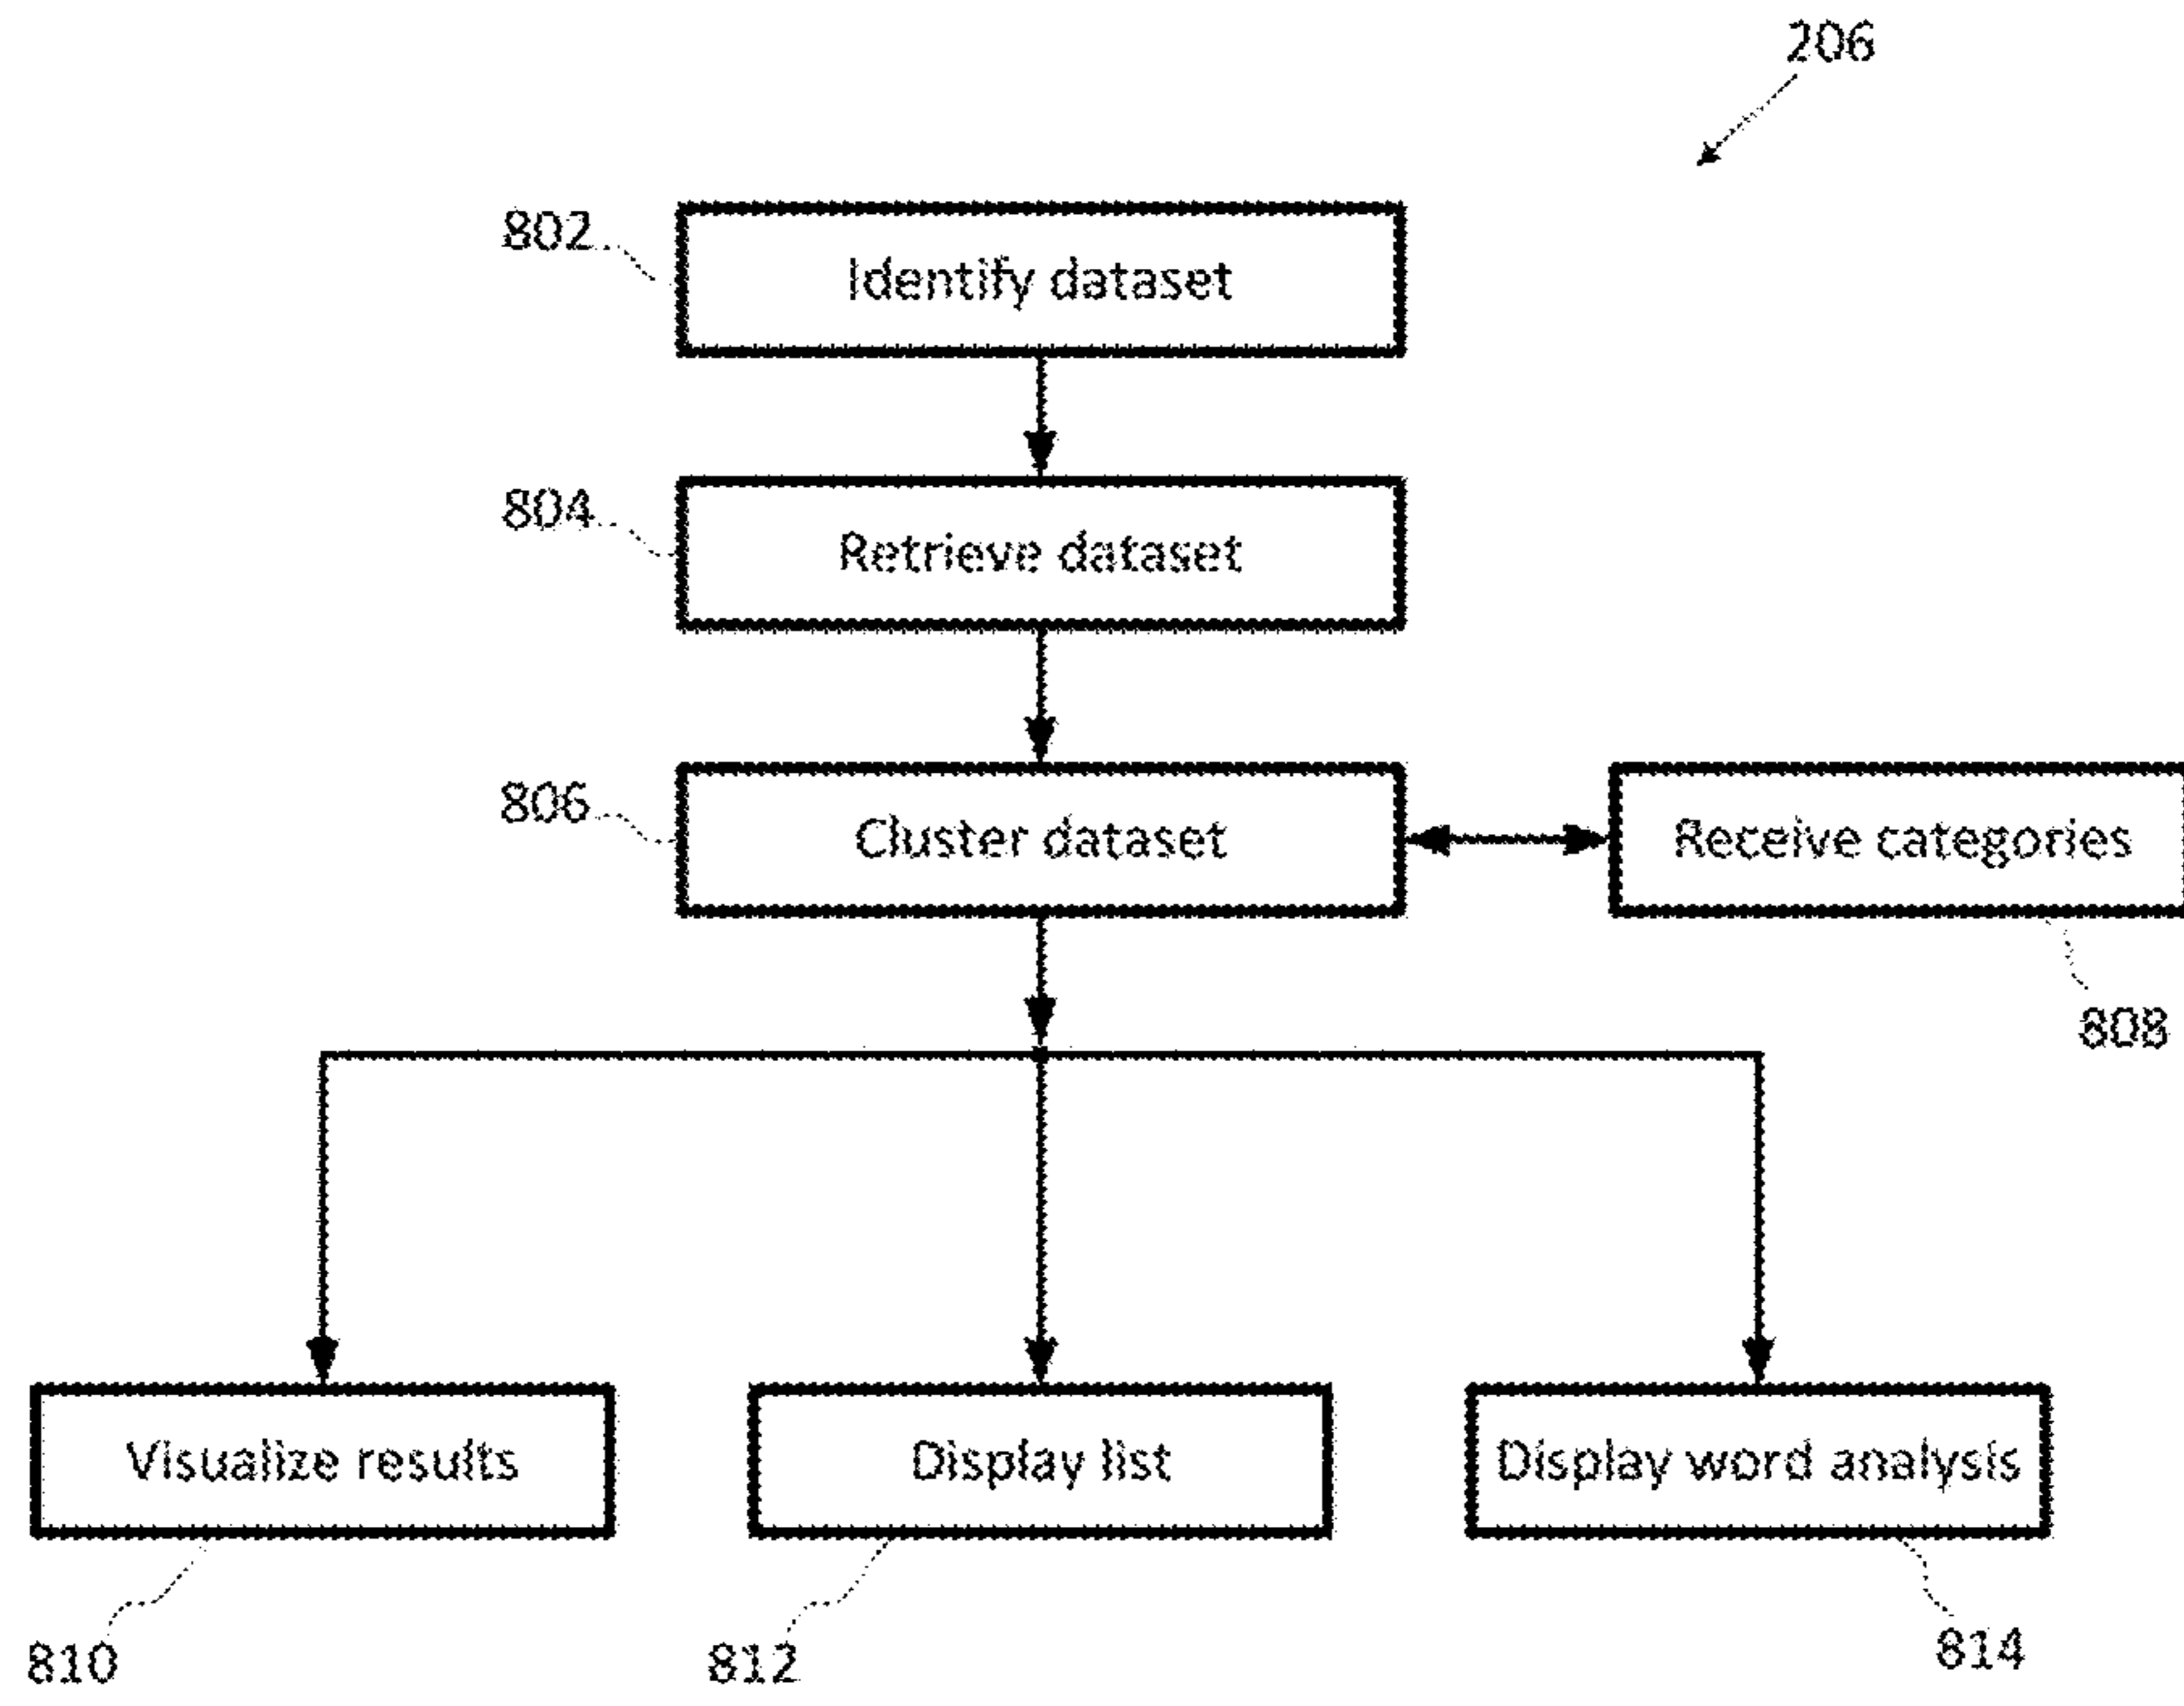 206
802
Identify dataset
804
Retrieve dataset
806
Cluster dataset
Receive categories
808
Visualize results
Display list
Display word analysis
810
812
814